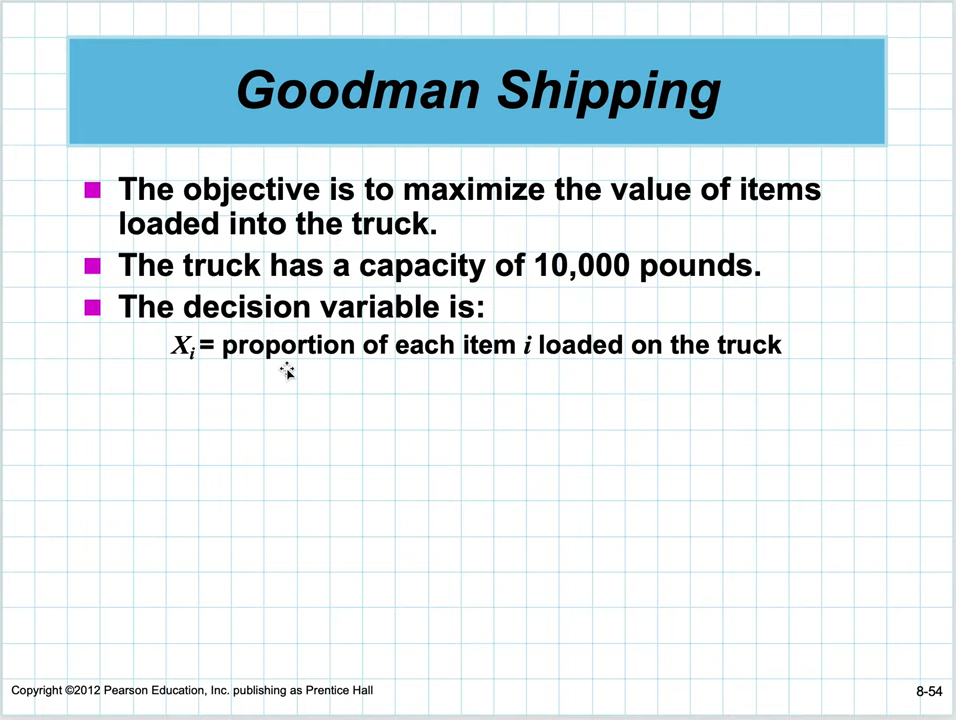 Goodman Shipping
The objective is to maximize the value of items
loaded into the truck.
The truck has a capacity of 10,000 pounds.
The decision variable is:
Xi = proportion of each item i loaded on the truck
Copyright ©2012 Pearson Education, Inc. publishing as Prentice Hall
8-54